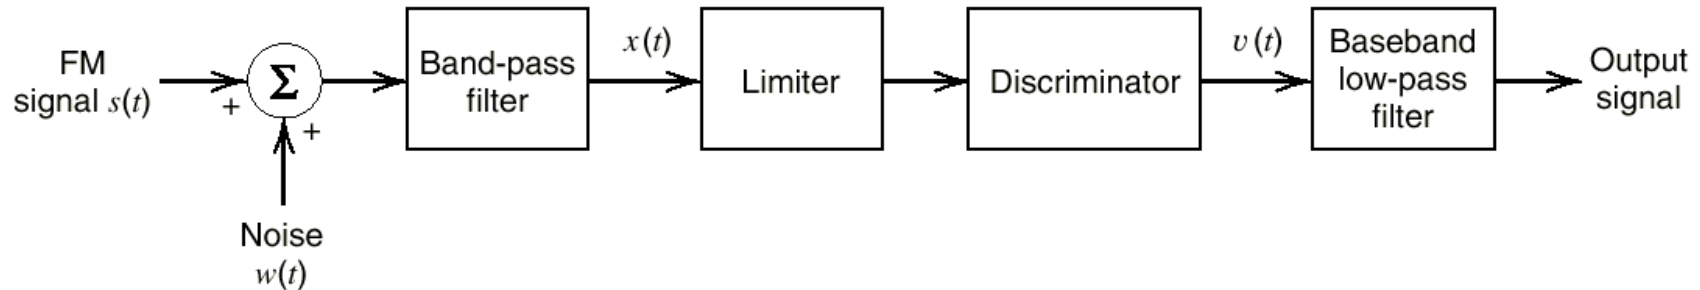 FM
signal s(t)
+
Σ
+
Noise
w(t)
Band-pass
filter
x(t)
Limiter
Discriminator
v(t)
Baseband
low-pass
filter
Output
signal